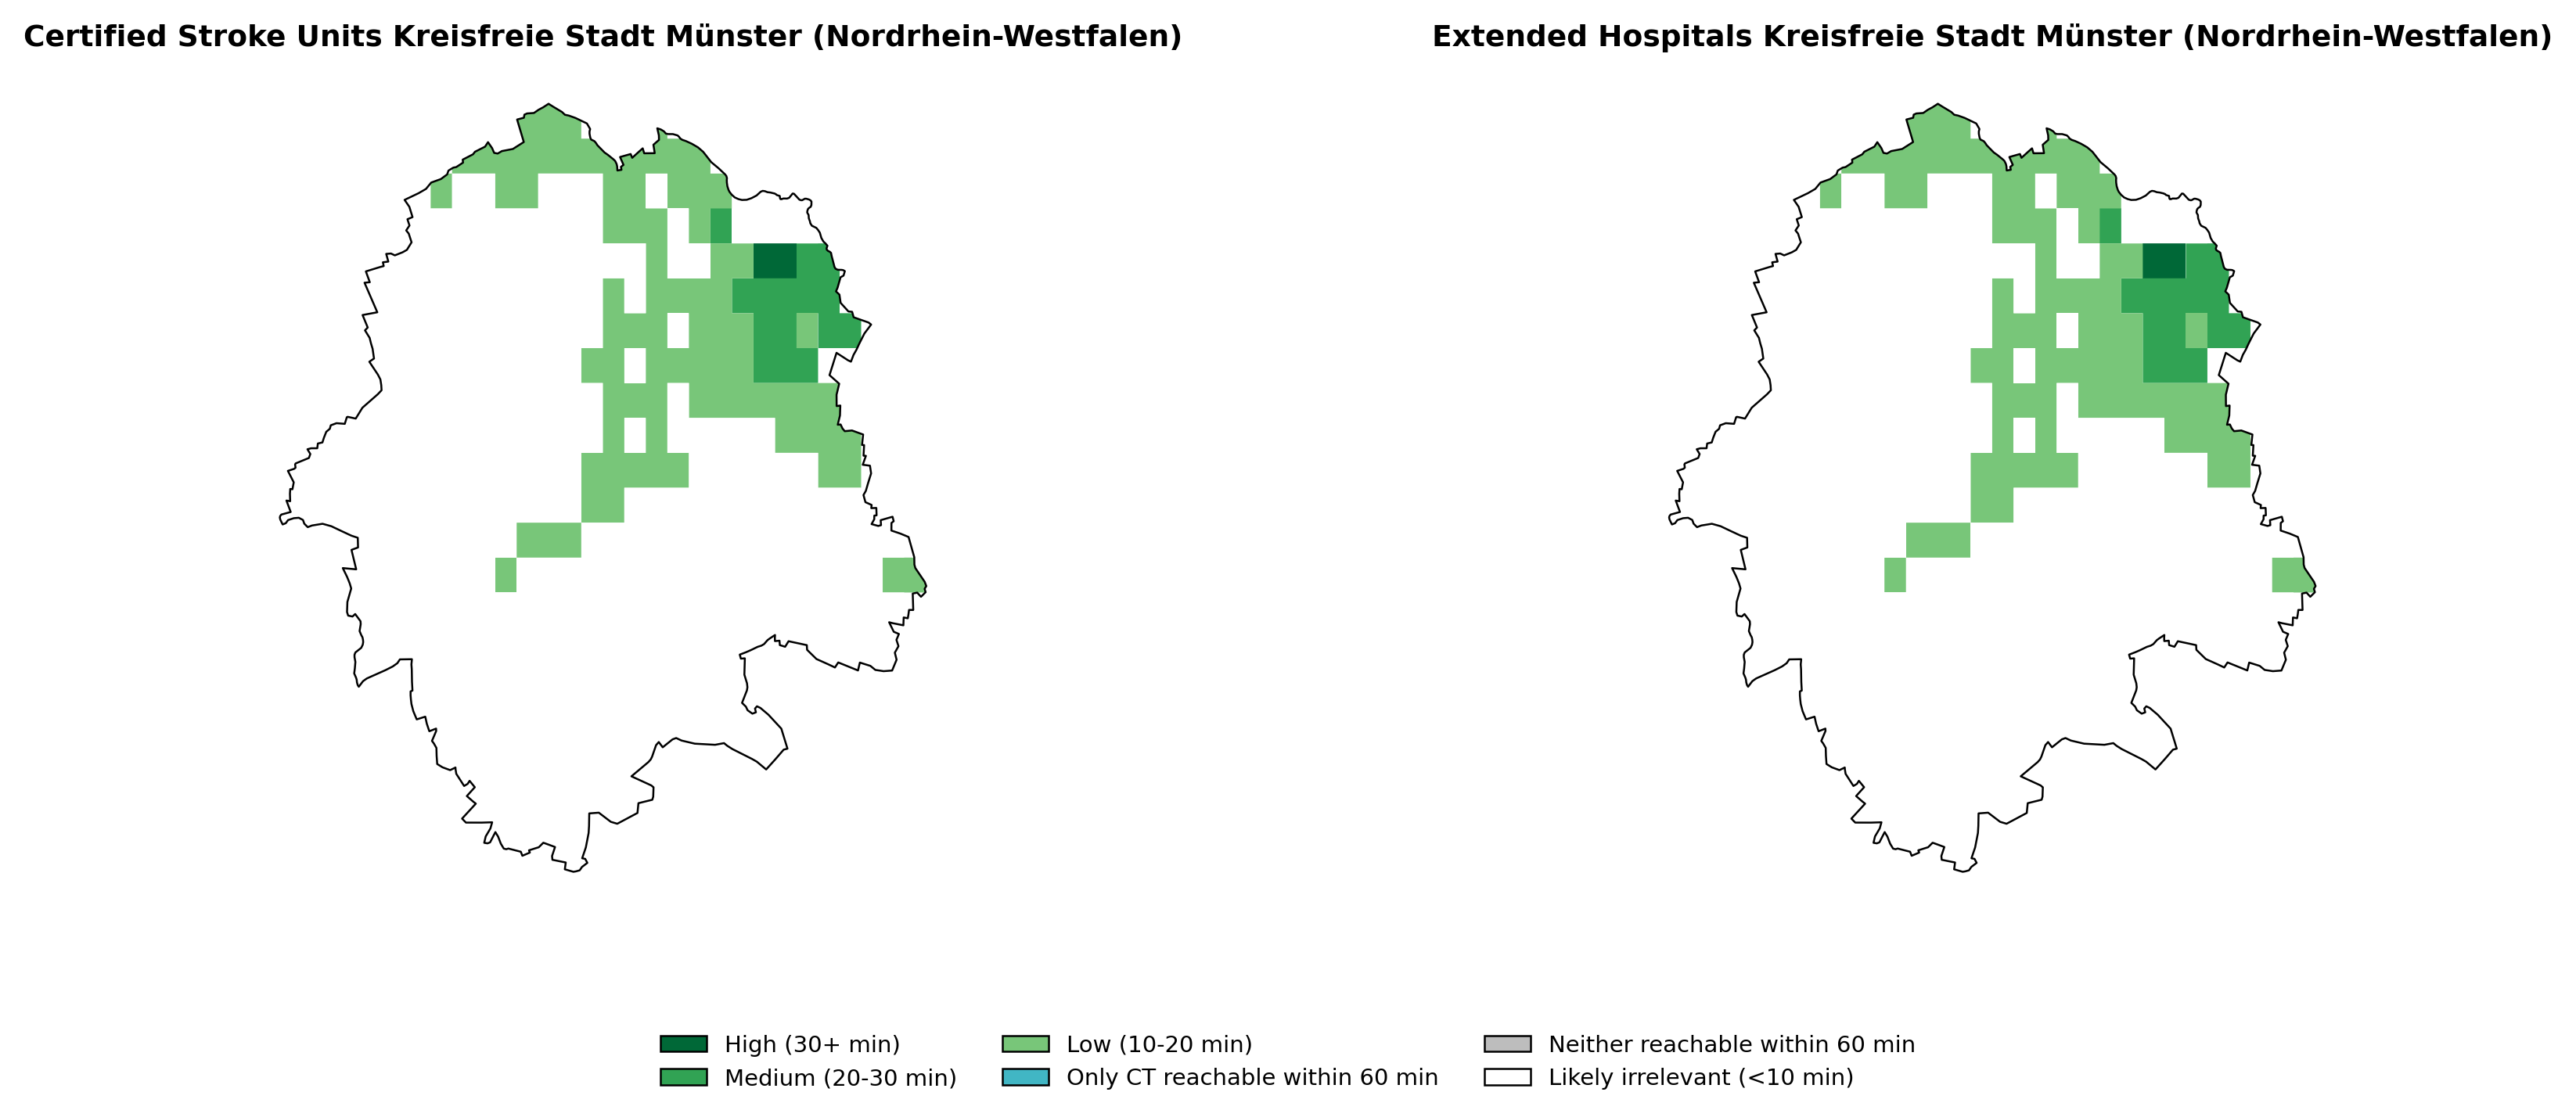 Certified Stroke Units Kreisfreie Stadt Münster (Nordrhein-Westfalen)
Extended Hospitals Kreisfreie Stadt Münster (Nordrhein-Westfalen)
High (30+ min)
Medium (20-30 min)
Low (10-20 min)
Only CT reachable within 60 min
Neither reachable within 60 min
Likely irrelevant (<10 min)